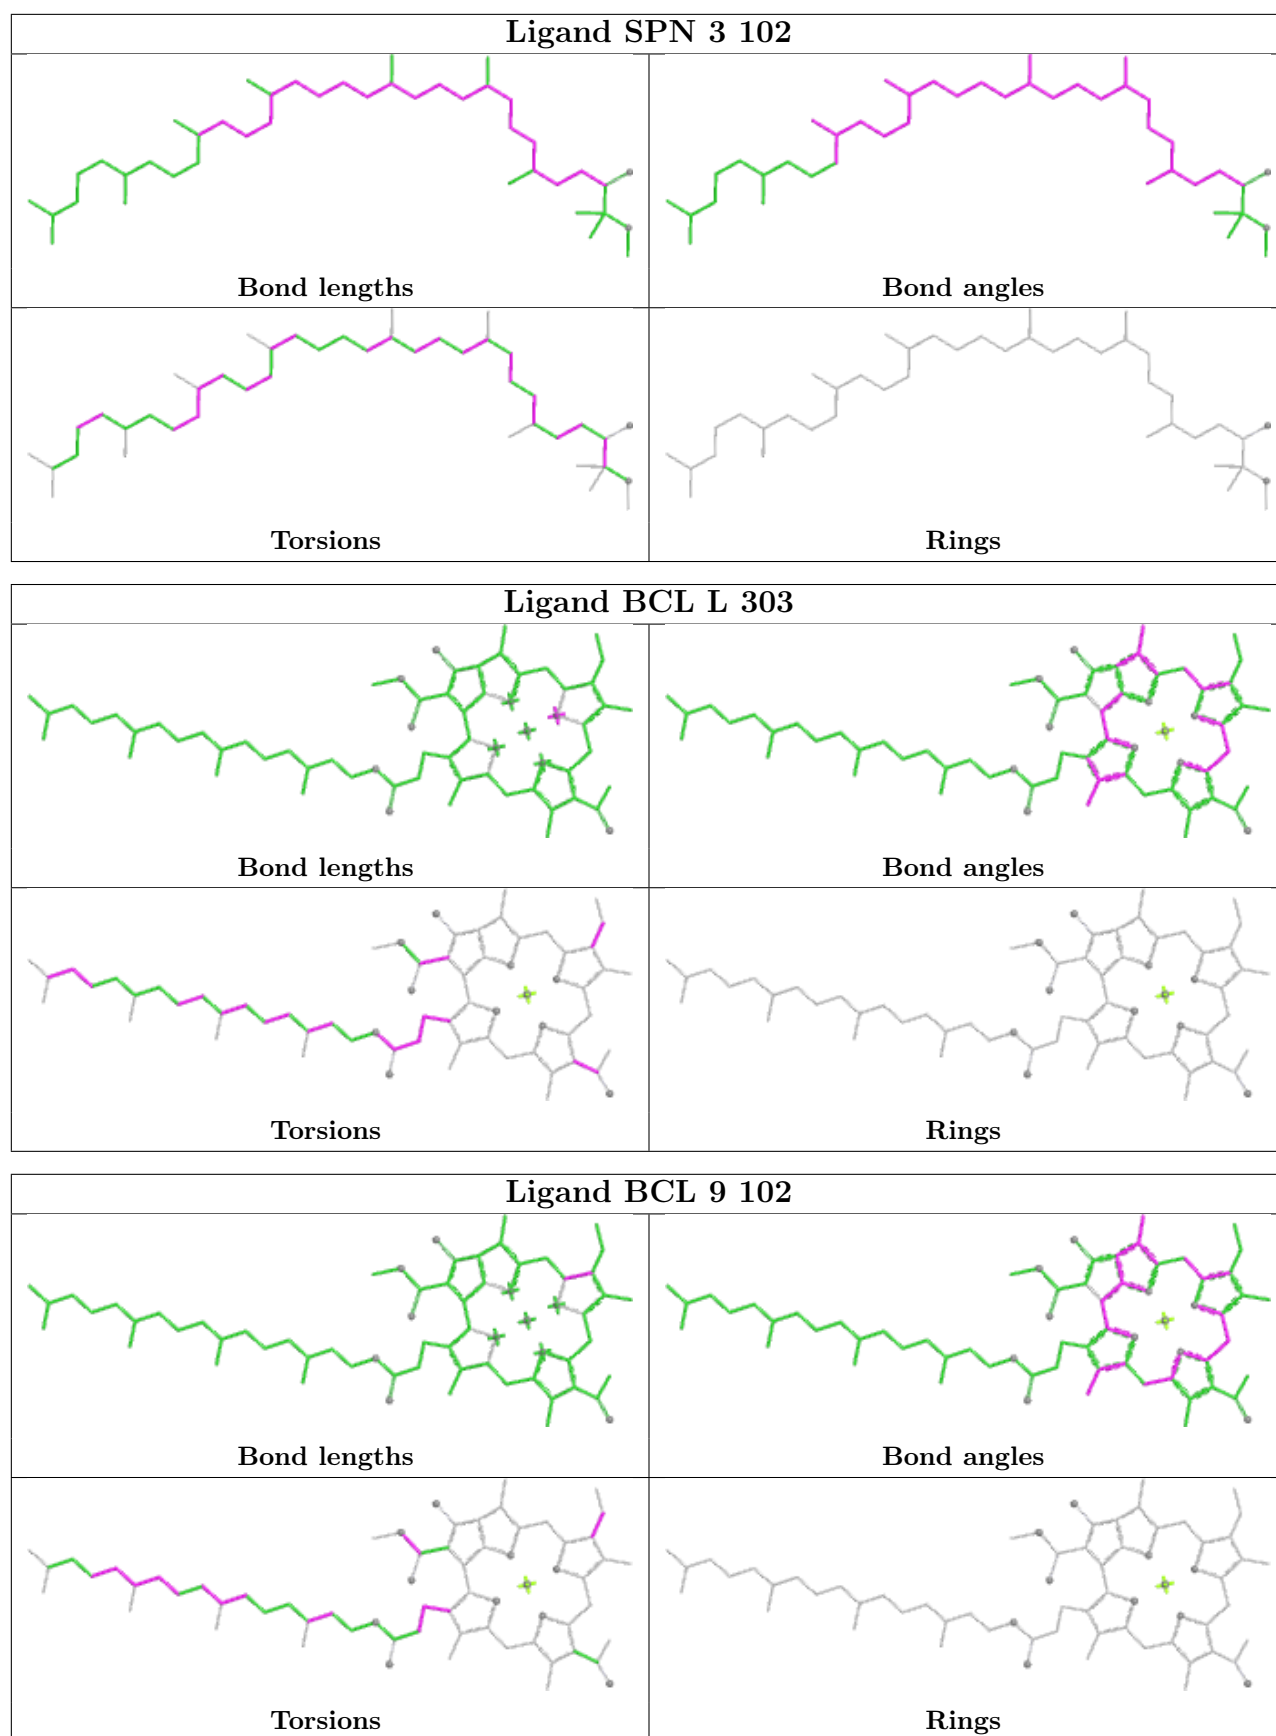 Ligand SPN 3 102
Bond lengths
Bond angles
Torsions
Rings
Ligand BCL L 303
Bond lengths
Bond angles
Torsions
Rings
Ligand BCL 9 102
Bond lengths
Bond angles
Torsions
Rings